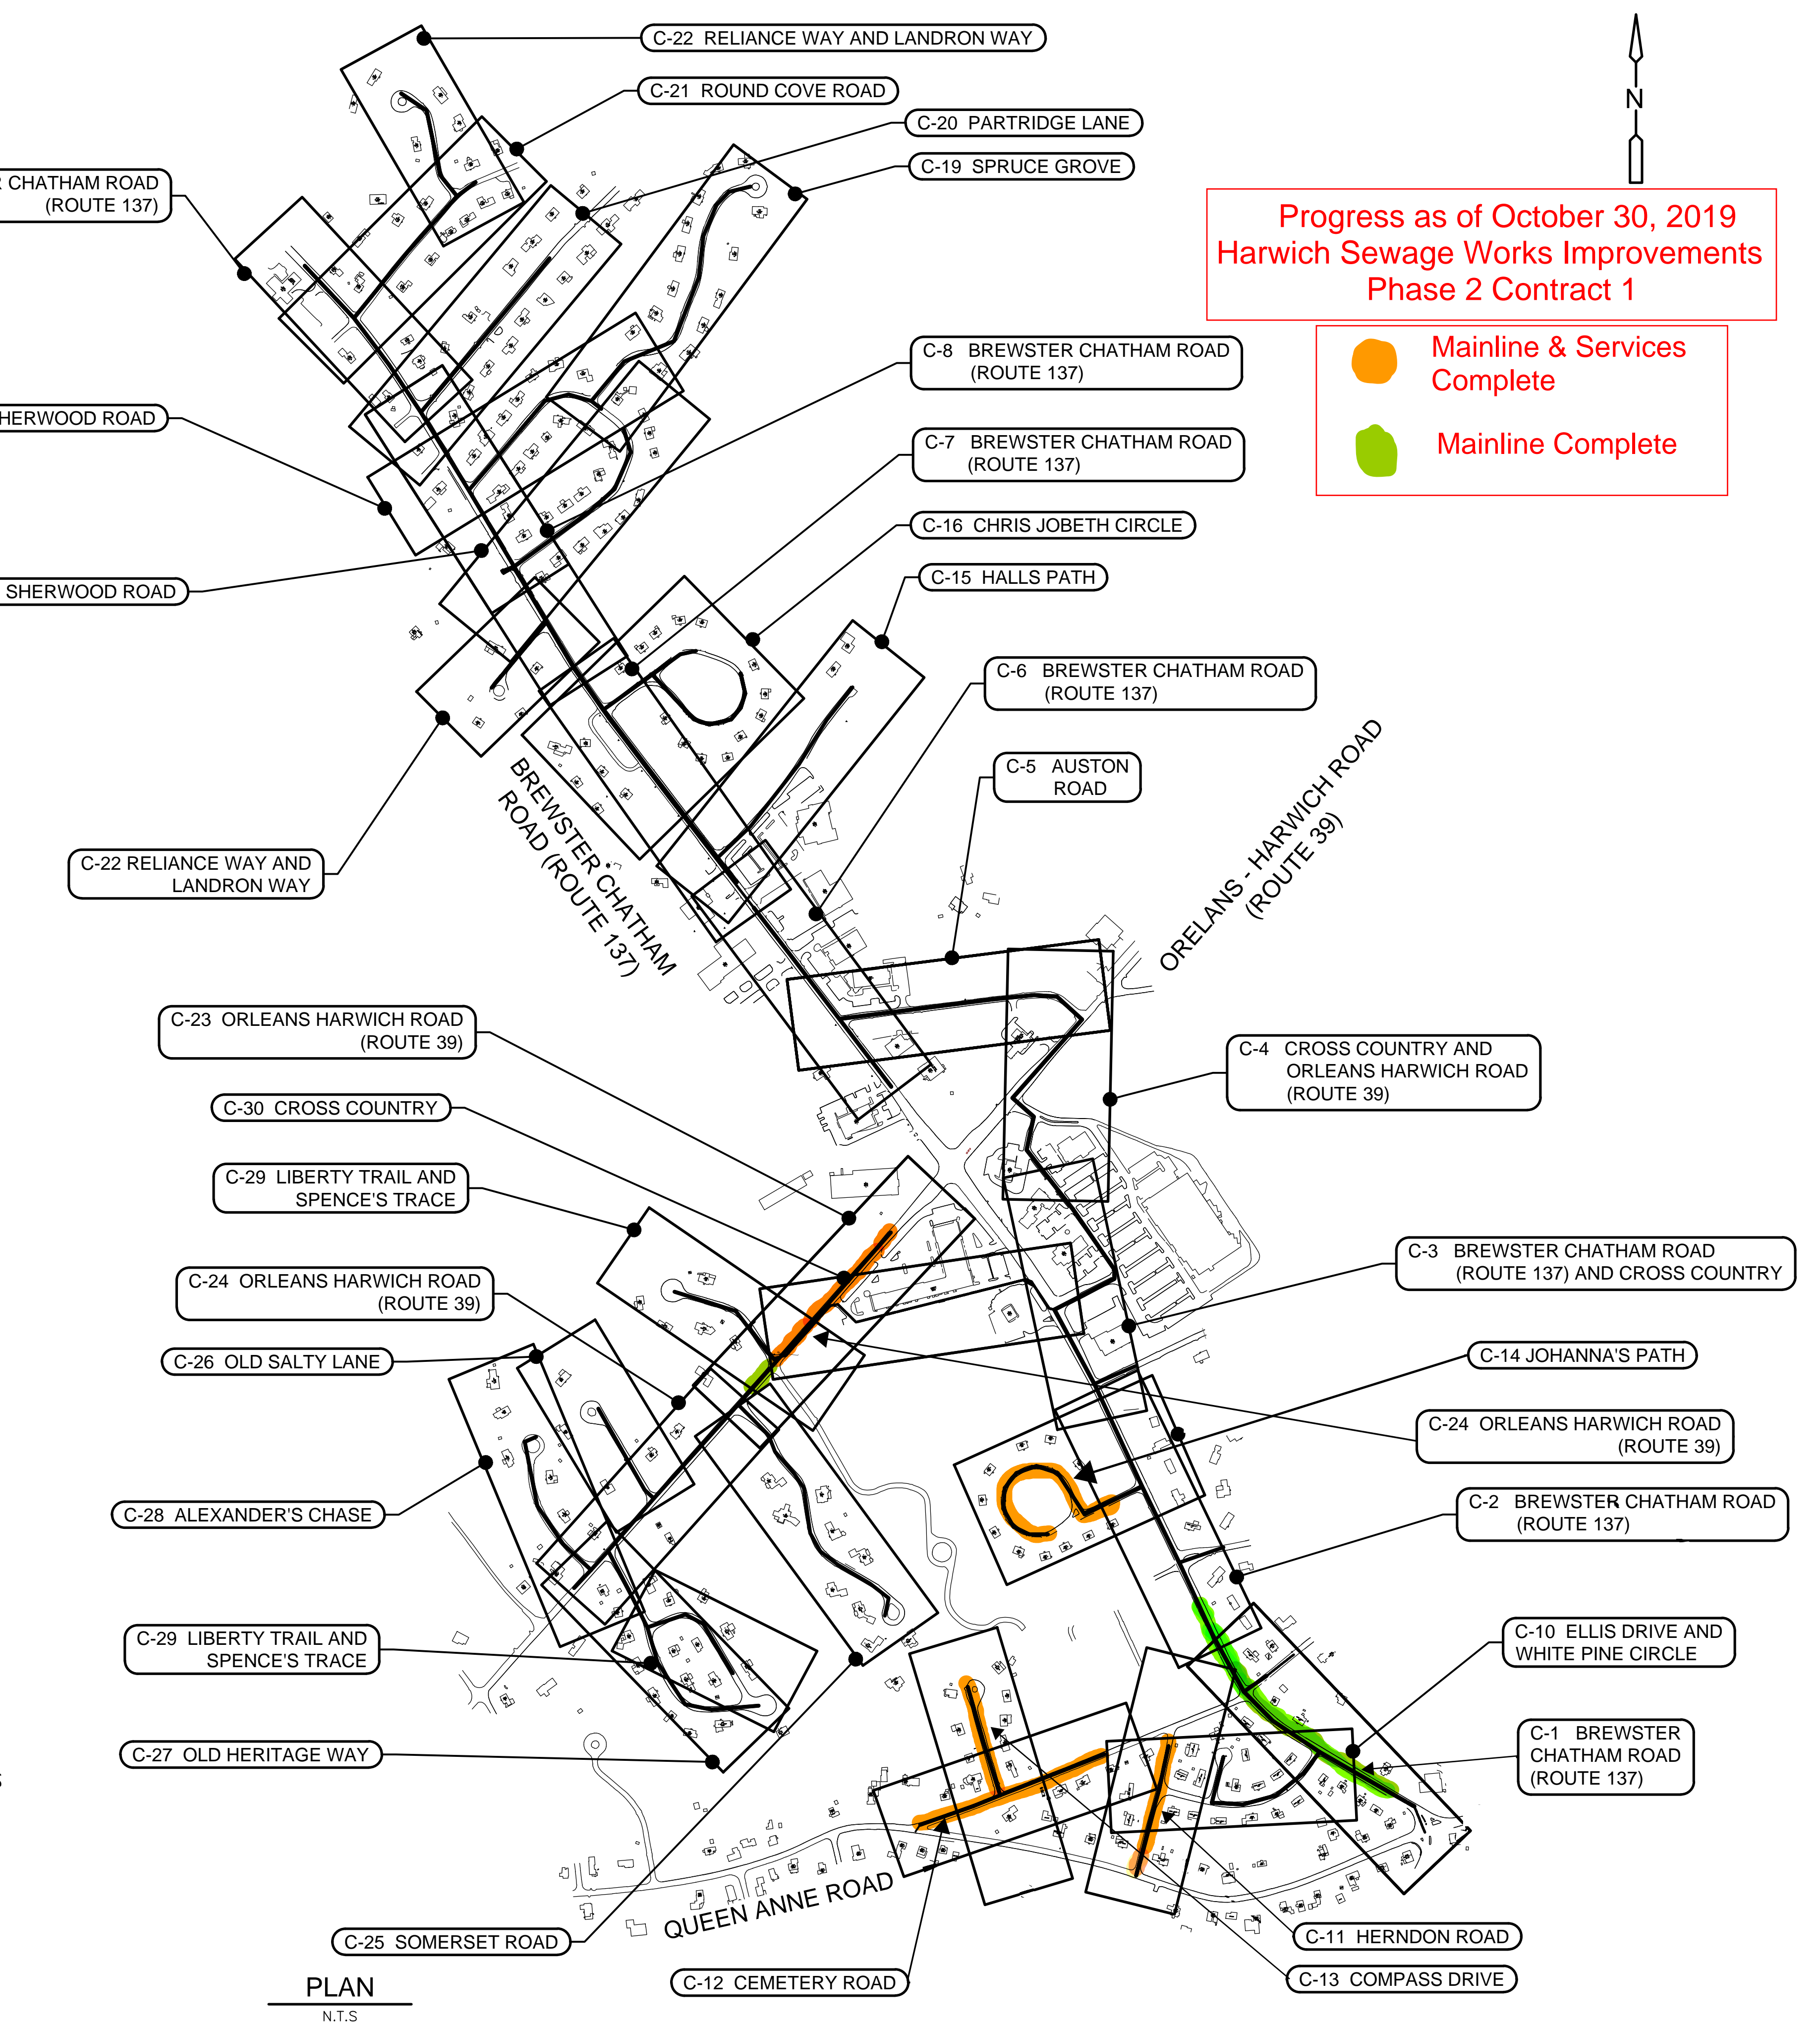 C-22 RELIANCE WAY AND LANDRON WAY
C-21 ROUND COVE ROAD
C-20 PARTRIDGE LANE
C-19 SPRUCE GROVE
N
CHATHAM ROAD
(ROUTE 137)
Progress as of October 30, 2019
Harwich Sewage Works Improvements
Phase 2 Contract 1
Mainline & Services
Complete
Mainline Complete
C-8 BREWSTER CHATHAM ROAD
(ROUTE 137)
HERWOOD ROAD
C-7 BREWSTER CHATHAM ROAD
(ROUTE 137)
C-16 CHRIS JOBETH CIRCLE
C-15 HALLS PATH
SHERWOOD ROAD
C-6 BREWSTER CHATHAM ROAD
(ROUTE 137)
C-5 AUSTON
ROAD
BREWSTER CHATHAM
ROAD (ROUTE 137)
ORELANS - HARWICH ROAD
(ROUTE 39)
C-22 RELIANCE WAY AND
LANDRON WAY
C-23 ORLEANS HARWICH ROAD
(ROUTE 39)
C-4 CROSS COUNTRY AND
ORLEANS HARWICH ROAD
(ROUTE 39)
C-30 CROSS COUNTRY
C-29 LIBERTY TRAIL AND
SPENCE'S TRACE
C-3 BREWSTER CHATHAM ROAD
(ROUTE 137) AND CROSS COUNTRY
C-24 ORLEANS HARWICH ROAD
(ROUTE 39)
C-26 OLD SALTY LANE
C-14 JOHANNA'S PATH
C-24 ORLEANS HARWICH ROAD
(ROUTE 39)
C-28 ALEXANDER'S CHASE
C-2 BREWSTER CHATHAM ROAD
(ROUTE 137)
C-29 LIBERTY TRAIL AND
SPENCE'S TRACE
C-10 ELLIS DRIVE AND
WHITE PINE CIRCLE
C-27 OLD HERITAGE WAY
C-1 BREWSTER
CHATHAM ROAD
(ROUTE 137)
QUEEN ANNE ROAD
C-25 SOMERSET ROAD
C-11 HERNDON ROAD
C-12 CEMETERY ROAD
C-13 COMPASS DRIVE
PLAN
N.T.S